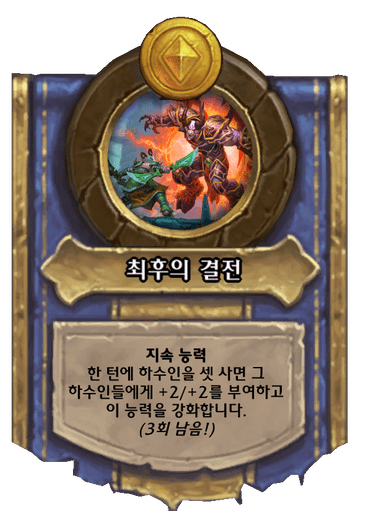 최후의 결전
지속 능력
한 턴에 하수인을 셋 사면 그
하수인들에게 +2/+2를 부여하고
이 능력을 강화합니다.
(3회 남음!)